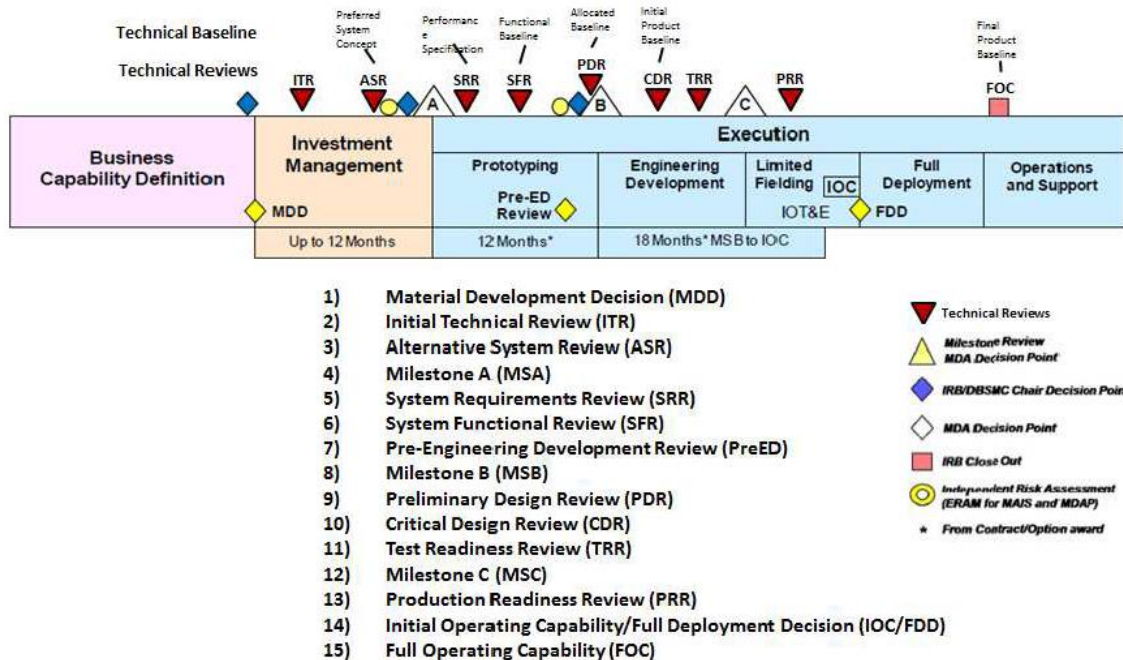 Technical Baseline
Preferred
System
Concept
Performanc
e
Specification
Functional
Baseline
Allocated
Baseline
Initial
Product
Baseline
Final
Product
Baseline
Technical Reviews
ITR
ASR
SRR
SFR
PDR
CDR
TRR
PRR
FOC
A
B
C
Business
Capability Definition
Investment
Management
Execution
Prototyping
Engineering
Development
Limited
Fielding
IOC
Full
Deployment
Operations
and Support
Pre-ED
Review
IOT&E
MDD
FDD
Up to 12 Months
12 Months*
18 Months* MSB to IOC
1) Material Development Decision (MDD)
2) Initial Technical Review (ITR)
3) Alternative System Review (ASR)
4) Milestone A (MSA)
5) System Requirements Review (SRR)
6) System Functional Review (SFR)
7) Pre-Engineering Development Review (PreED)
8) Milestone B (MSB)
9) Preliminary Design Review (PDR)
10) Critical Design Review (CDR)
11) Test Readiness Review (TRR)
12) Milestone C (MSC)
13) Production Readiness Review (PRR)
14) Initial Operating Capability/Full Deployment Decision (IOC/FDD)
15) Full Operating Capability (FOC)
Technical Reviews
Milestone Review
MDA Decision Point
IRB/DBSMC Chair Decision Point
MDA Decision Point
IRB Close Out
Independent Risk Assessment
(ERAM for MAIS and MDAP)
* From Contract/Option award